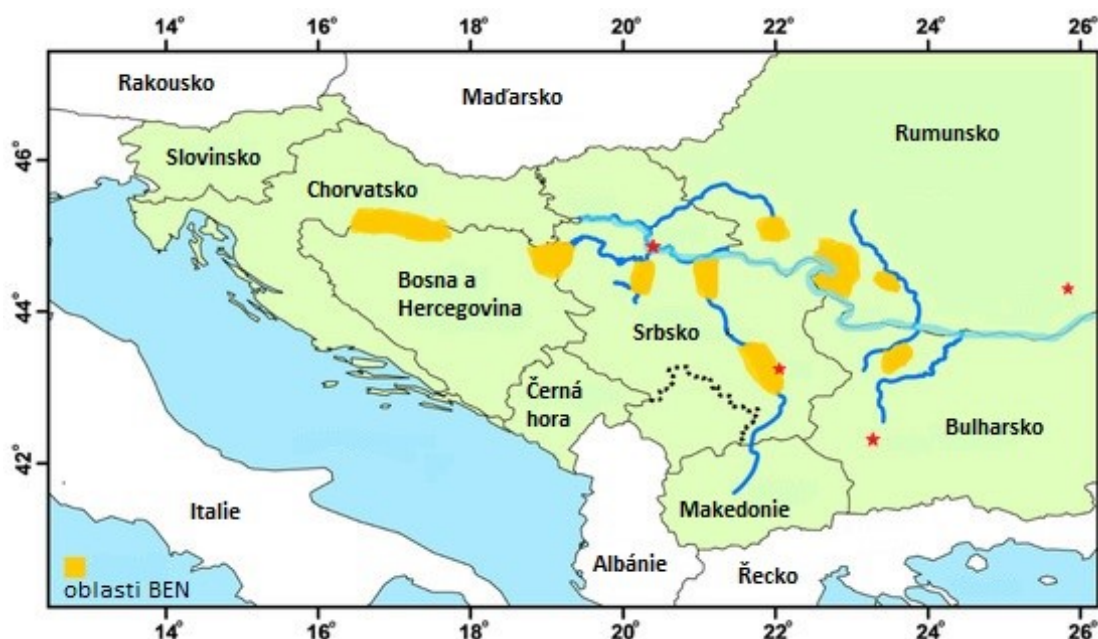 14° 16° 18° 20° 22° 24° 26°
Rakousko
Maďarsko
Rumunsko
46°
Slovinsko
Chorvatsko
Bosna a
Hercegovina
44°
Srbsko
Černá
hora
Bulharsko
42°
Italie
Makedonie
Albánie
Řecko
oblasti BEN
14° 16° 18° 20° 22° 24° 26°